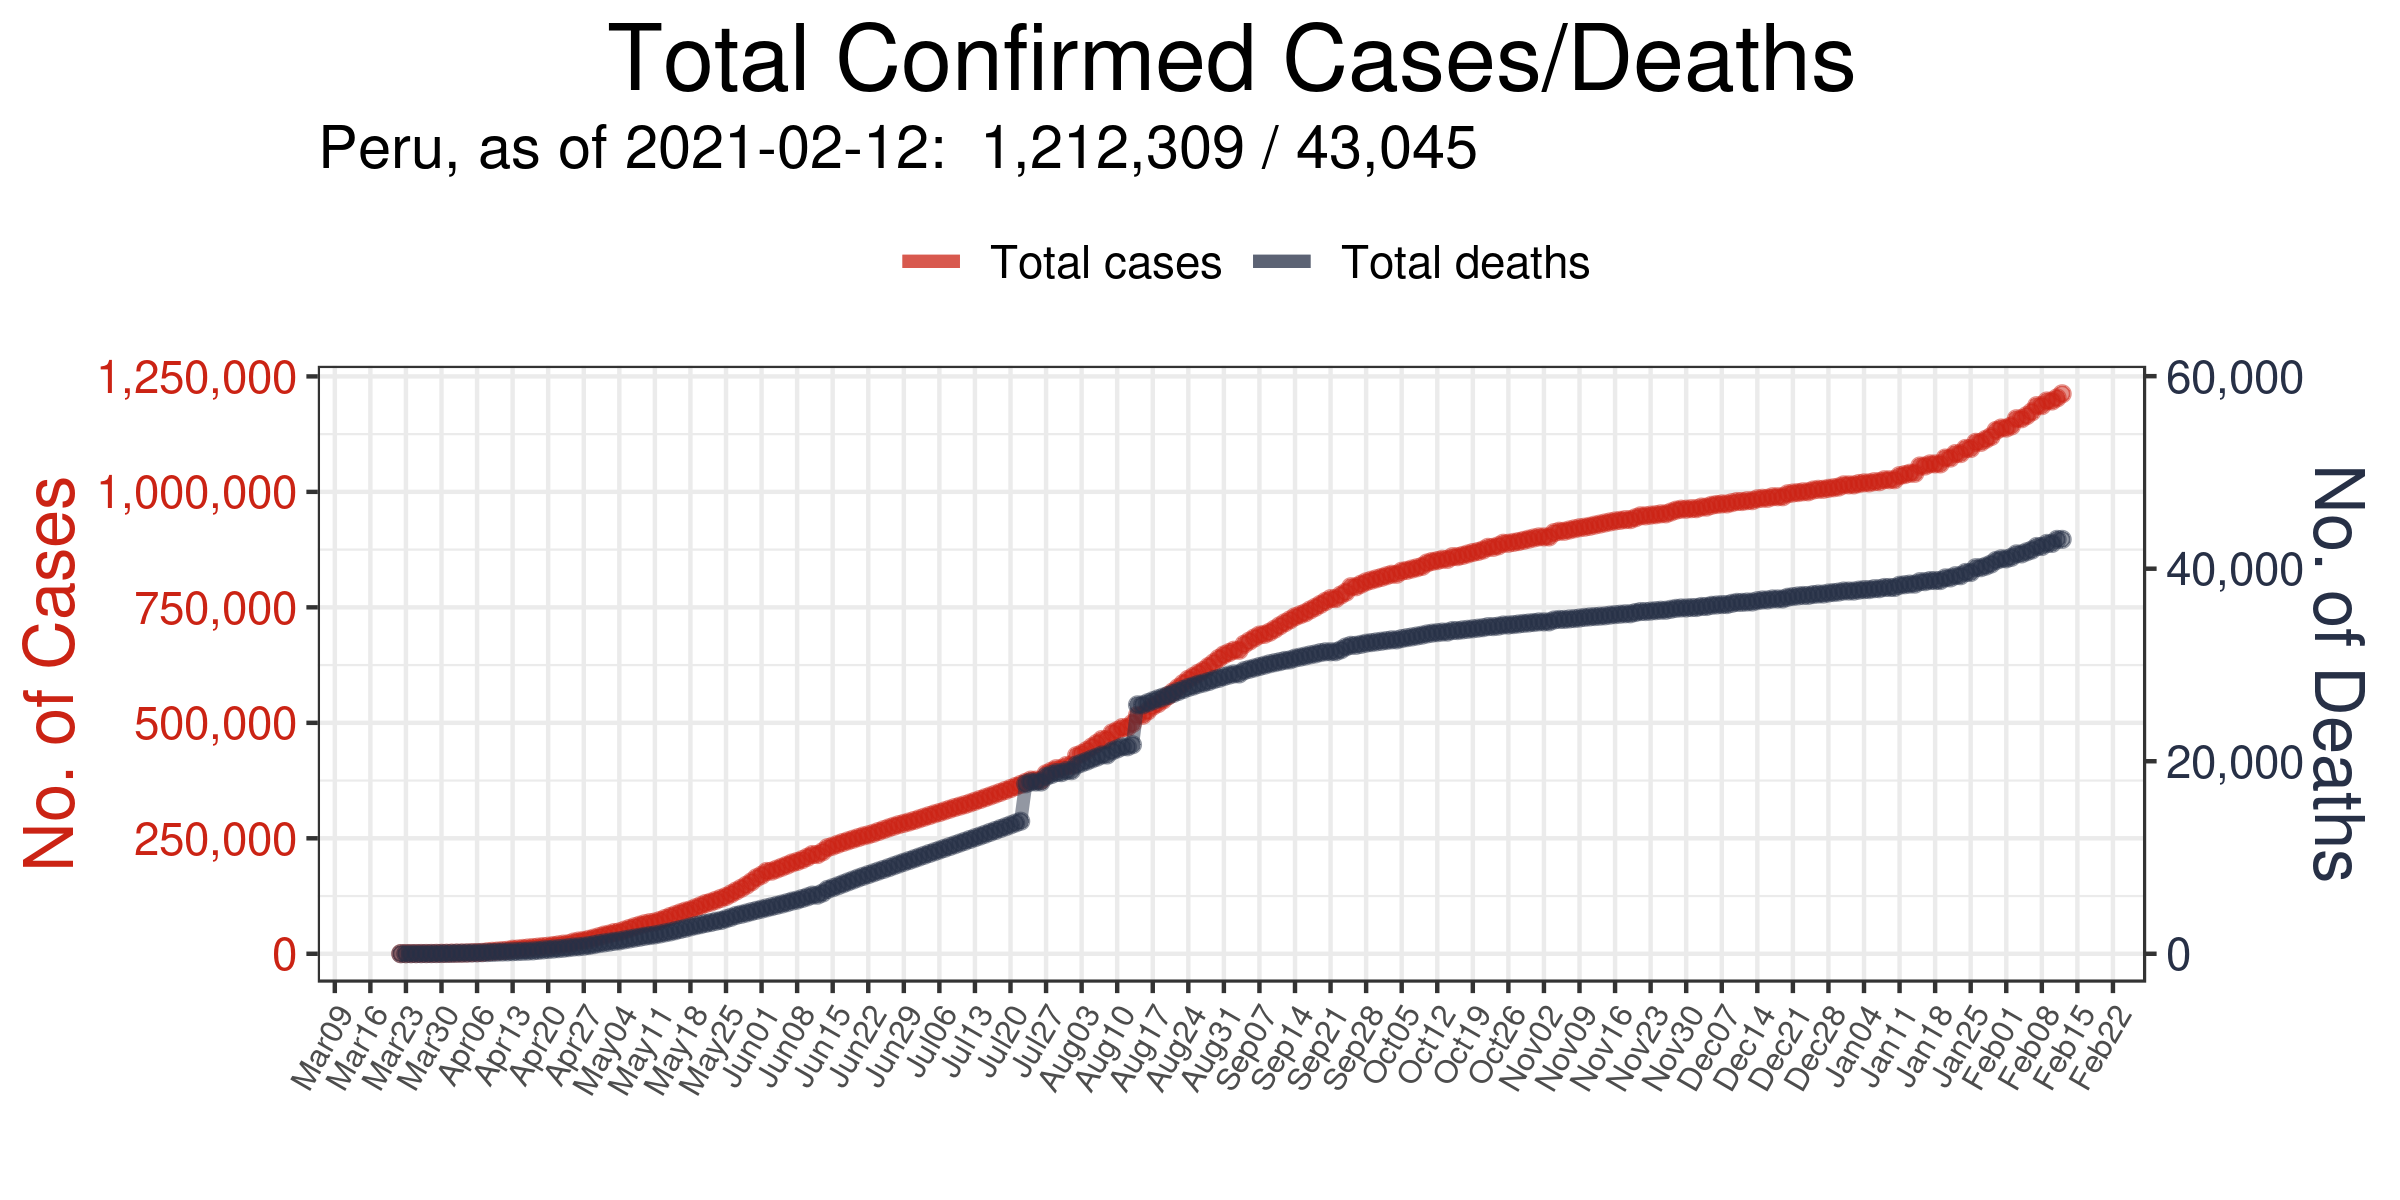 Total Confirmed Cases/Deaths
Peru, as of 2021-02-12:  1,212,309 / 43,045
Total cases
Total deaths
No. of Cases
1,250,000
1,000,000
750,000
500,000
250,000
0
60,000
40,000
20,000
0
No. of Deaths
Mar09
Mar16
Mar23
Mar30
Apr06
Apr13
Apr20
Apr27
May04
May11
May18
May25
Jun01
Jun08
Jun15
Jun22
Jun29
Jul06
Jul13
Jul20
Jul27
Aug03
Aug10
Aug17
Aug24
Aug31
Sep07
Sep14
Sep21
Sep28
Oct05
Oct12
Oct19
Oct26
Nov02
Nov09
Nov16
Nov23
Nov30
Dec07
Dec14
Dec21
Dec28
Jan04
Jan11
Jan18
Jan25
Feb01
Feb08
Feb15
Feb22